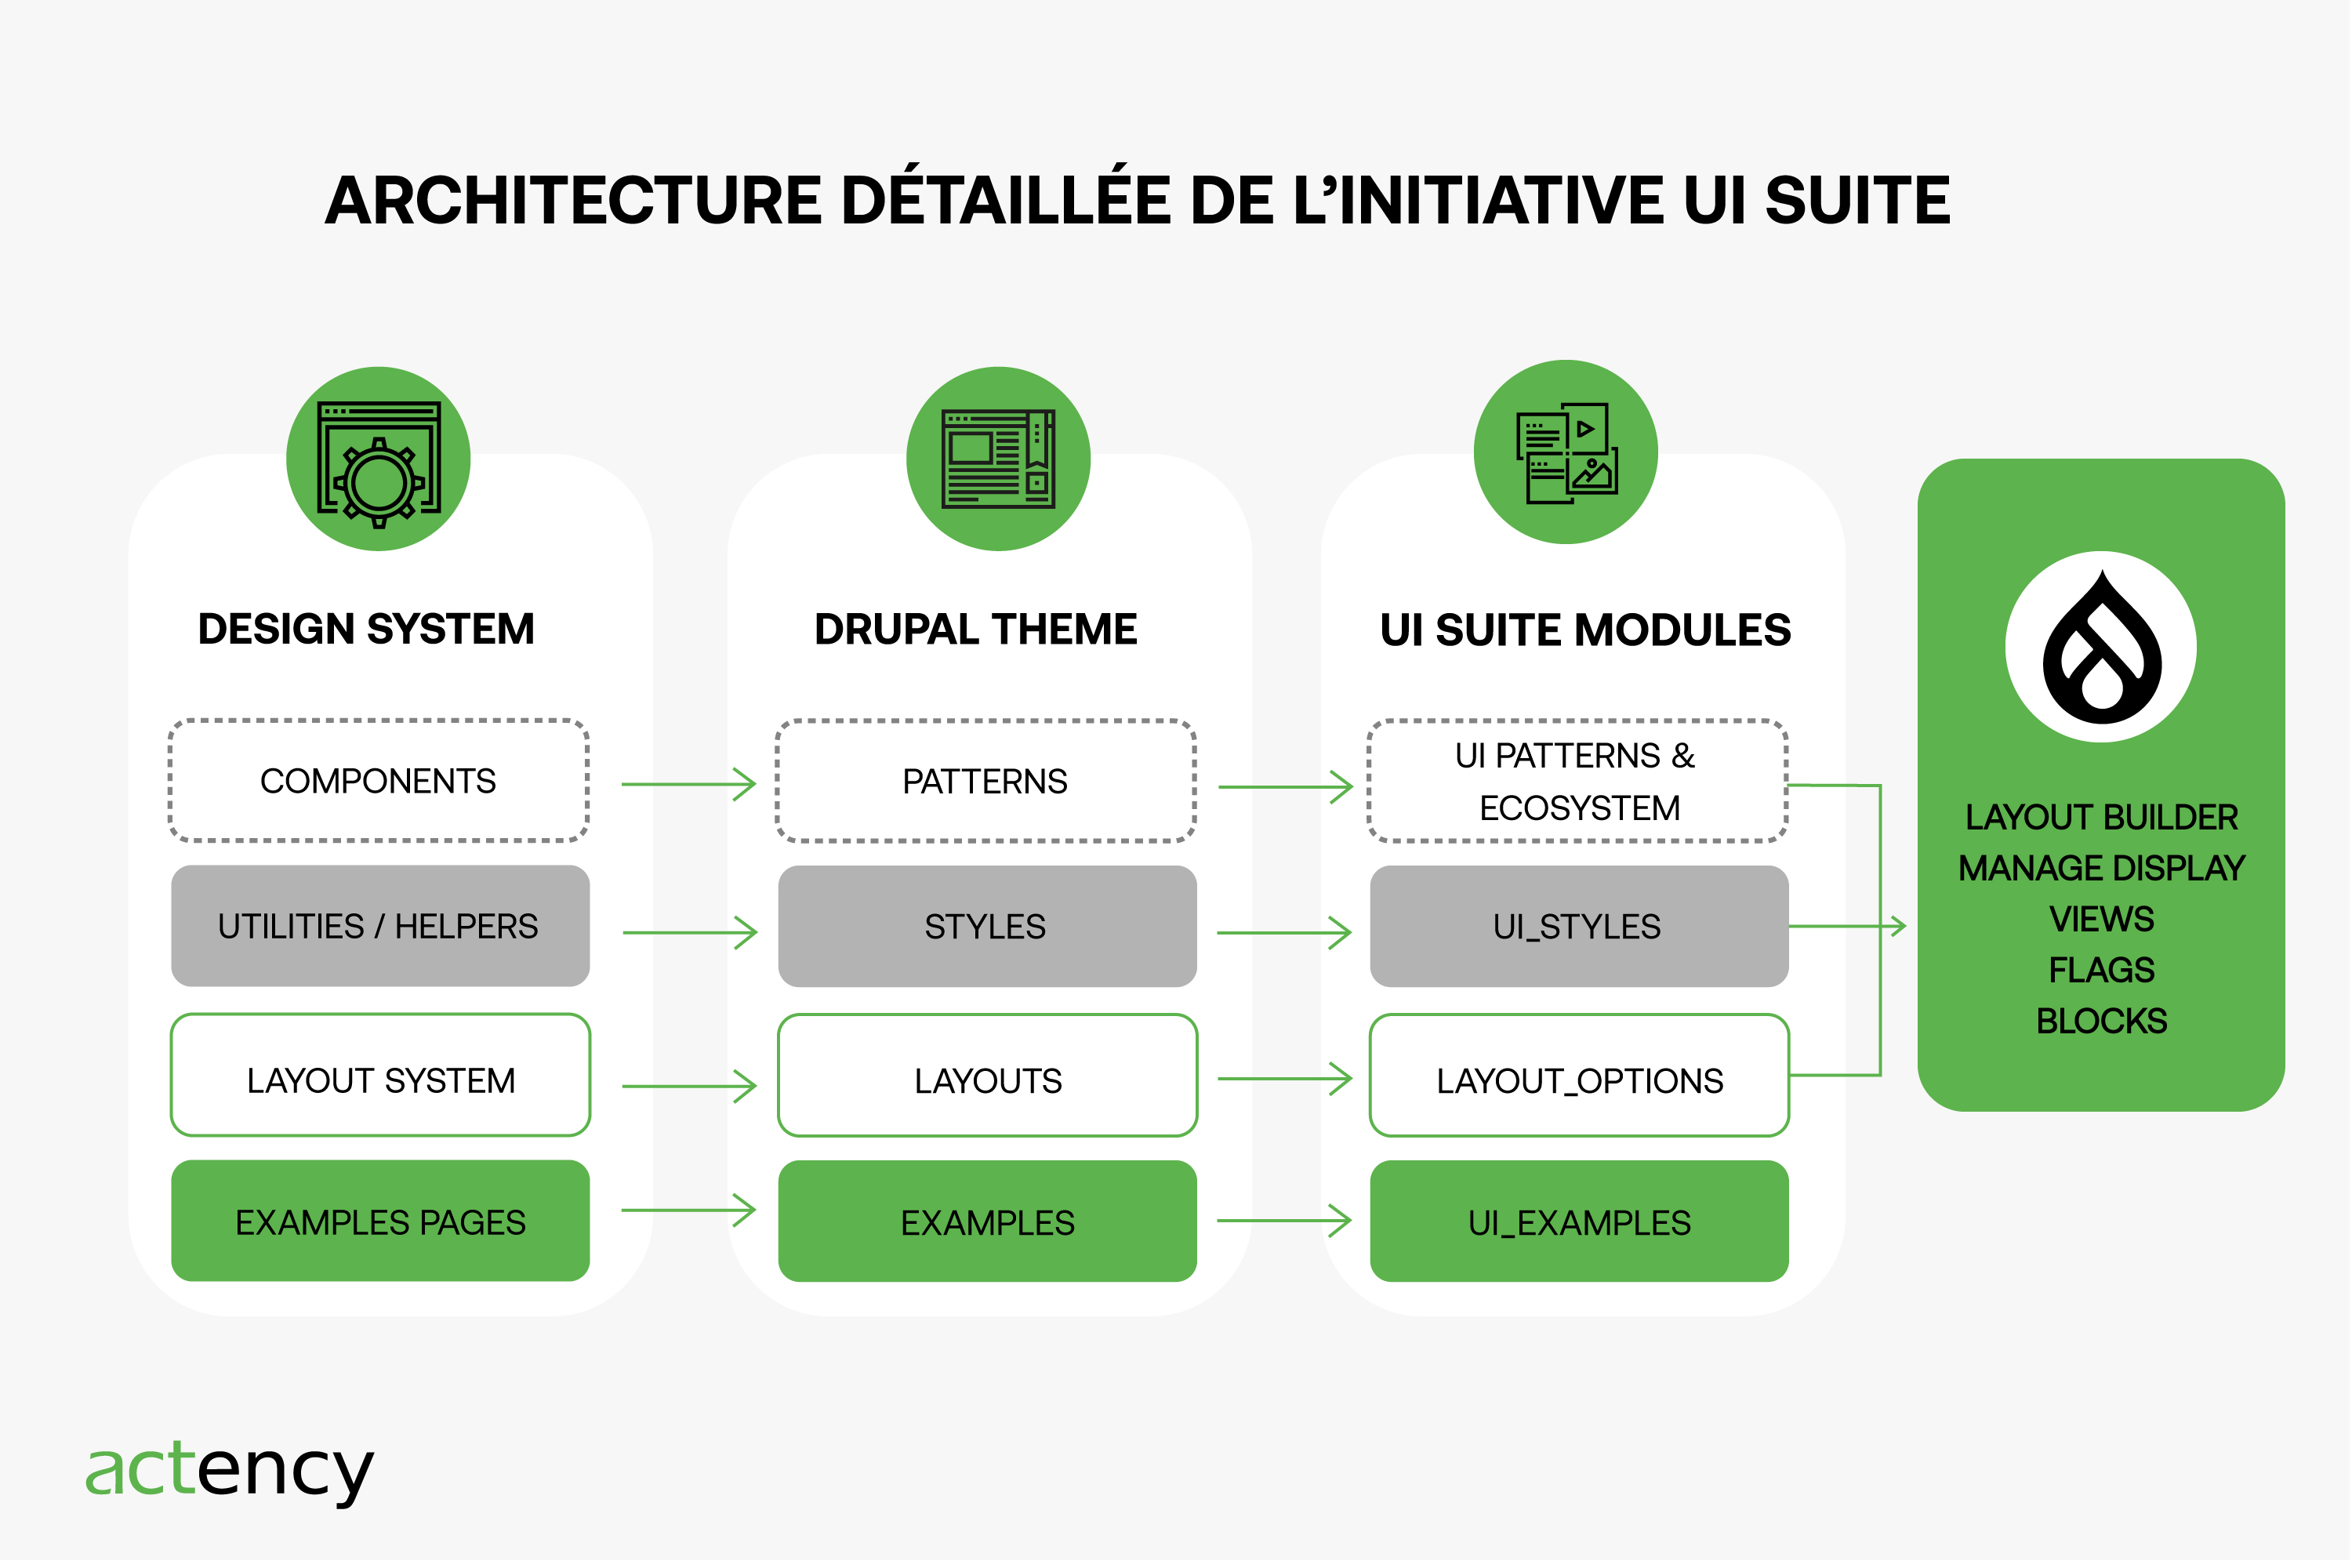 ARCHITECTURE DÉTAILLÉE DE L’INITIATIVE UI SUITE
DESIGN SYSTEM
COMPONENTS
UTILITIES / HELPERS
LAYOUT SYSTEM
EXAMPLES PAGES
DRUPAL THEME
PATTERNS
STYLES
LAYOUTS
EXAMPLES
UI SUITE MODULES
UI PATTERNS &
ECOSYSTEM
UI_STYLES
LAYOUT_OPTIONS
UI_EXAMPLES
LAYOUT BUILDER
MANAGE DISPLAY
VIEWS
FLAGS
BLOCKS
actency